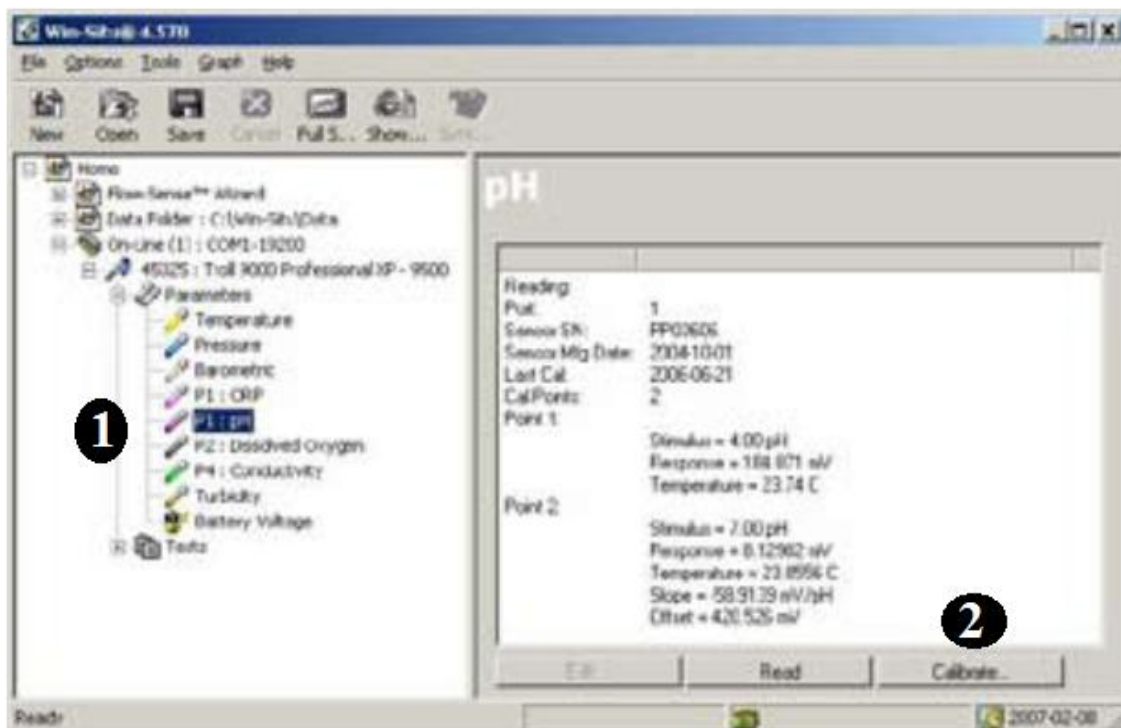 Win-Situ® 4.570
File Options Tools Graph Help
New Open Save Cancel Full S... Show... Sync...
Home
Flow-Sense™ Wizard
Data Folder : C:\Win-Situ\Data
On-Line (1) : COM1-19200
45325 : Troll 9000 Professional XP - 9500
Parameters
Temperature
Pressure
Barometric
P1 : ORP
1
P1 : pH
P2 : Dissolved Oxygen
P4 : Conductivity
Turbidity
Battery Voltage
Tests
pH
Reading:
Port: 1
Sensor SN: PP03606
Sensor Mfg Date: 2004-10-01
Last Cal: 2006-06-21
Cal Points: 2
Point 1:
Stimulus = 4.00 pH
Response = mV
Temperature = 23.74 C
Point 2:
Stimulus = 7.00 pH
Response = 8.12982 mV
Temperature = 23.8556 C
Slope = -58.9139 mV/pH
Offset = 420.526 mV
2
Edit Read Calibrate...
Ready 2007-02-08